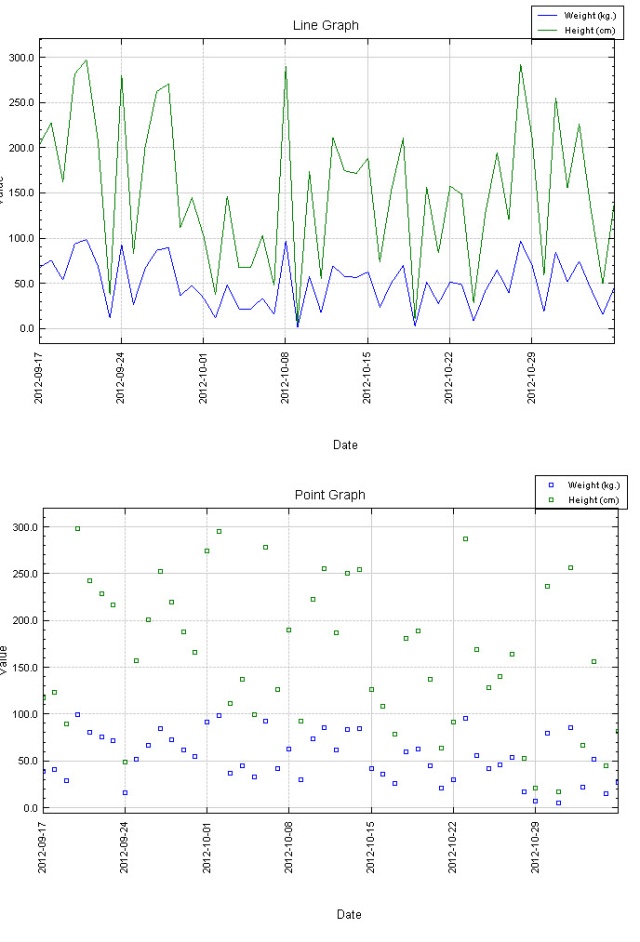 Line Graph
Weight (kg.)
Height (cm)
Value
300.0
250.0
200.0
150.0
100.0
50.0
0.0
2012-09-17
2012-09-24
2012-10-01
2012-10-08
2012-10-15
2012-10-22
2012-10-29
Date
Point Graph
Weight (kg.)
Height (cm)
Value
300.0
250.0
200.0
150.0
100.0
50.0
0.0
2012-09-17
2012-09-24
2012-10-01
2012-10-08
2012-10-15
2012-10-22
2012-10-29
Date